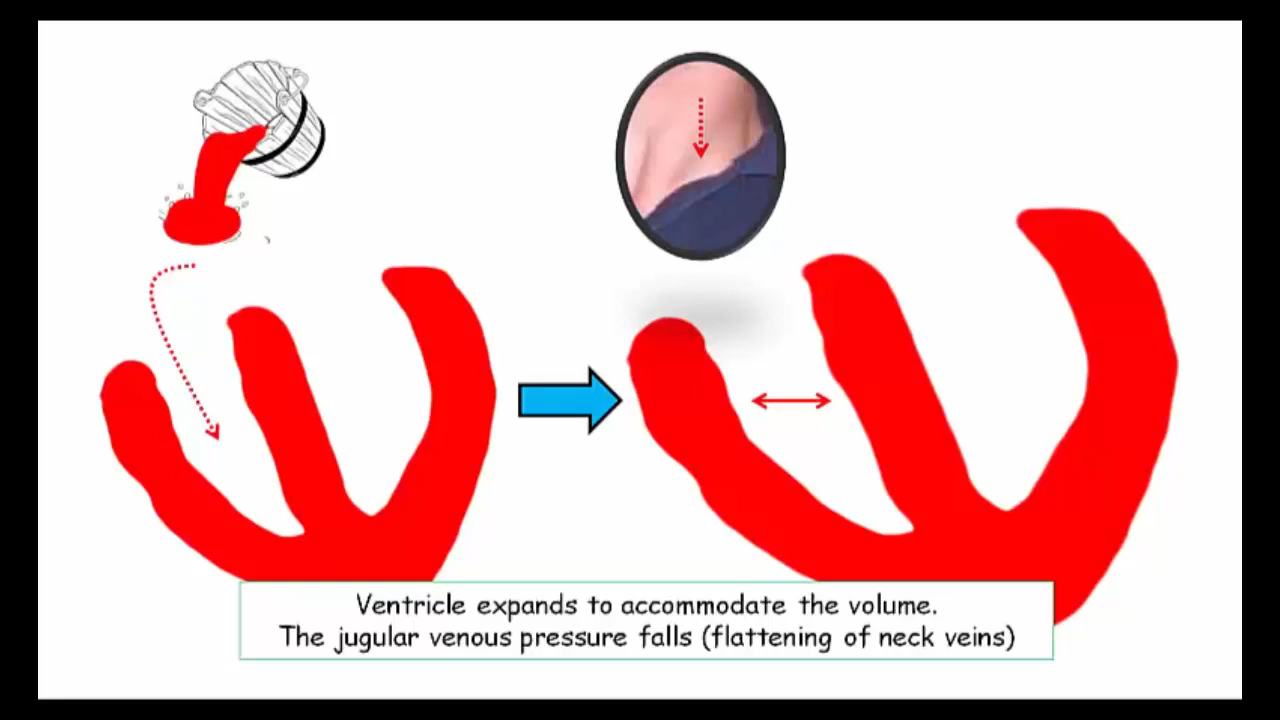 Ventricle expands to accommodate the volume.
The jugular venous pressure falls (flattening of neck veins)